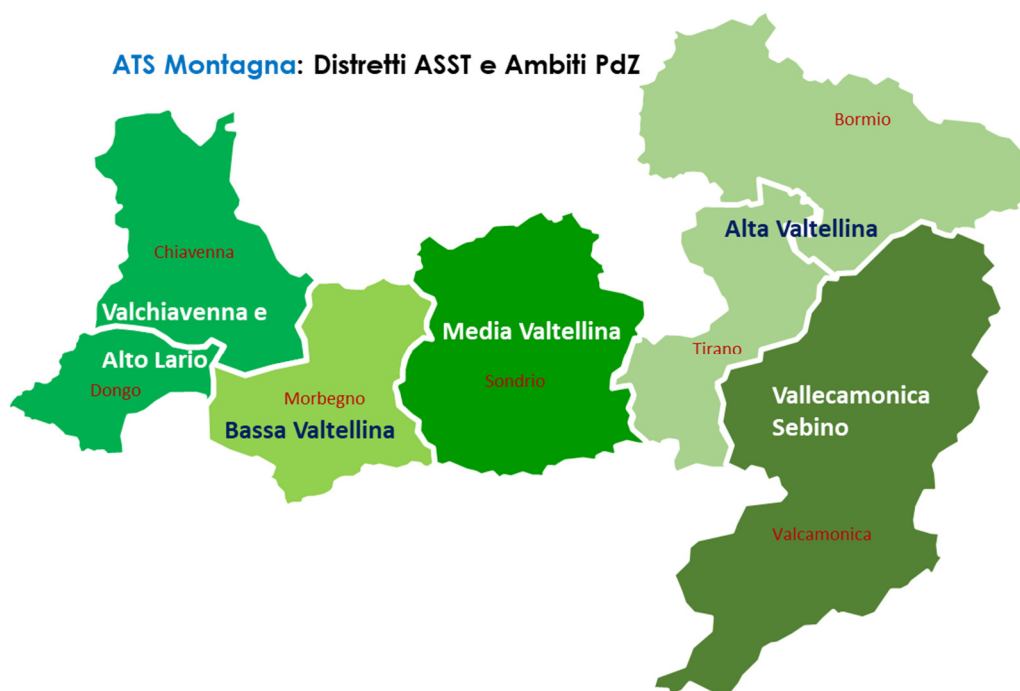 ATS Montagna: Distretti ASST e Ambiti PdZ
Bormio
Alta Valtellina
Chiavenna
Valchiavenna e
Alto Lario
Dongo
Morbegno
Bassa Valtellina
Media Valtellina
Sondrio
Tirano
Vallecamonica
Sebino
Valcamonica